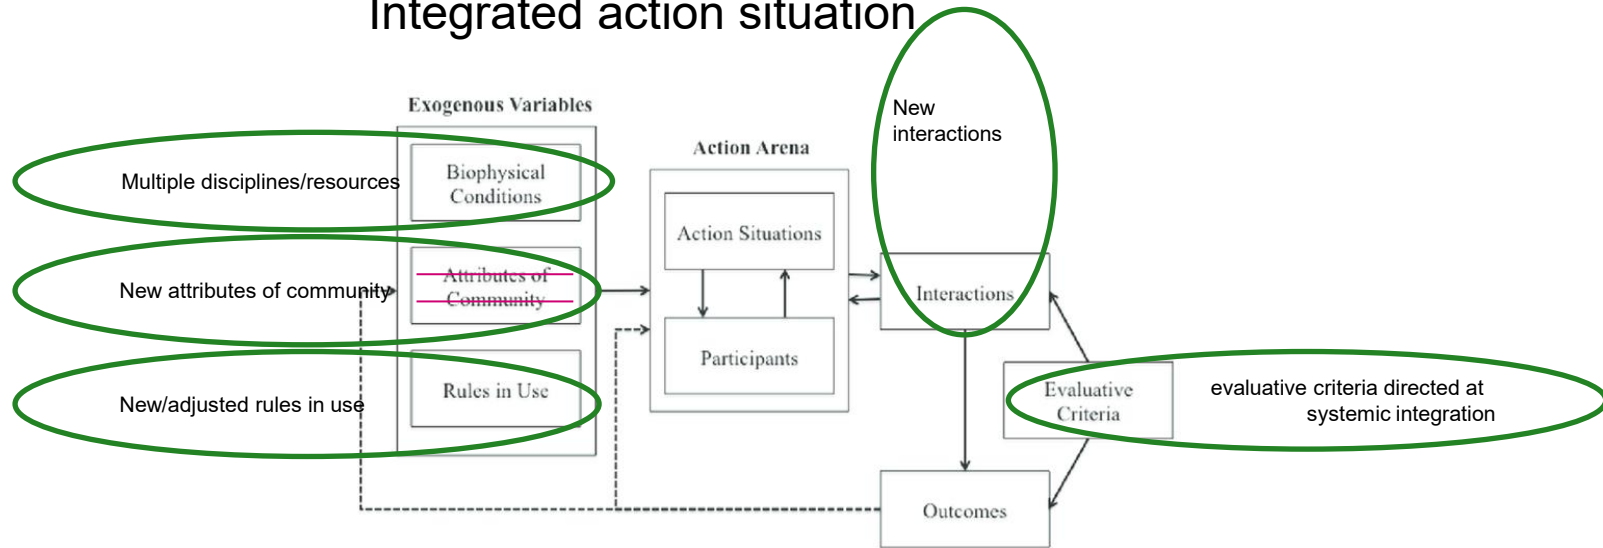 Integrated action situation
Exogenous Variables
Multiple disciplines/resources
Biophysical
Conditions
New attributes of community
Attributes of
Community
New/adjusted rules in use
Rules in Use
Action Arena
Action Situations
Participants
New
interactions
Interactions
Evaluative
Criteria
evaluative criteria directed at
systemic integration
Outcomes